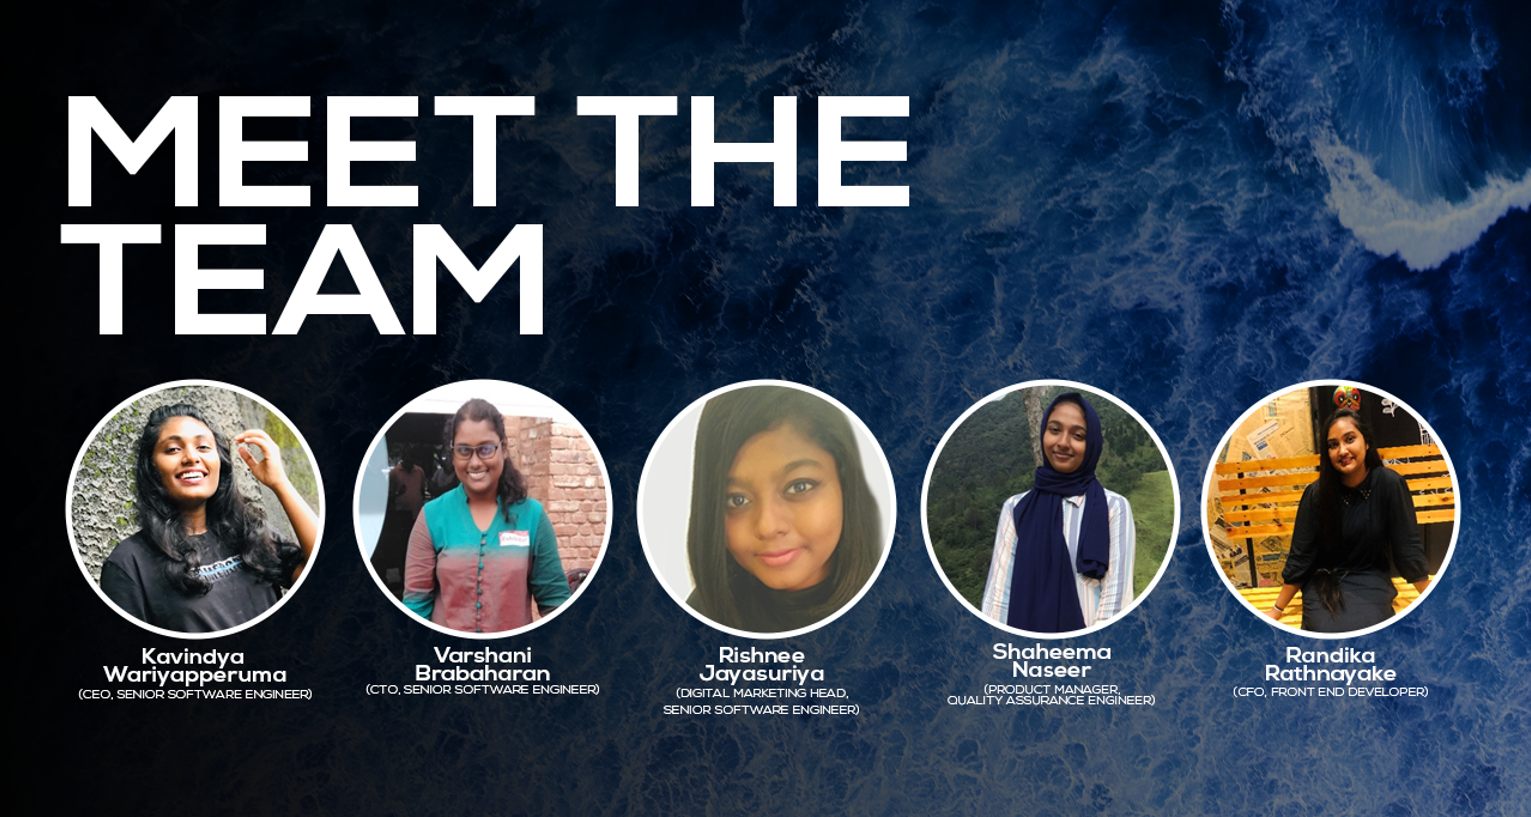 MEET THE
TEAM
Kavindya
Wariyapperuma
(CEO, SENIOR SOFTWARE ENGINEER)
Varshani
Brabaharan
(CTO, SENIOR SOFTWARE ENGINEER)
Rishnee
Jayasuriya
(DIGITAL MARKETING HEAD,
SENIOR SOFTWARE ENGINEER)
Shaheema
Naseer
(PRODUCT MANAGER,
QUALITY ASSURANCE ENGINEER)
Randika
Rathnayake
(CFO, FRONT END DEVELOPER)